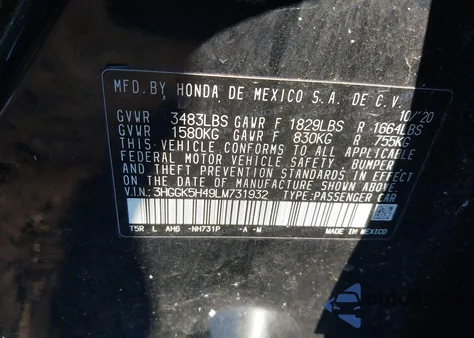 MFD. BY HONDA DE MEXICO S.A. DE C.V.
10/20
GVWR 3483LBS GAWR F 1829LBS R 1664LBS
GVWR 1580KG GAWR F 830KG R 755KG
THIS VEHICLE CONFORMS TO ALL APPLICABLE
FEDERAL MOTOR VEHICLE SAFETY, BUMPER
AND THEFT PREVENTION STANDARDS IN EFFECT
ON THE DATE OF MANUFACTURE SHOWN ABOVE.
V.I.N.: 3HGGK5H49LM731932 TYPE: PASSENGER CAR
T5R L AH6 -NH731P -A -M
MADE IN MEXICO